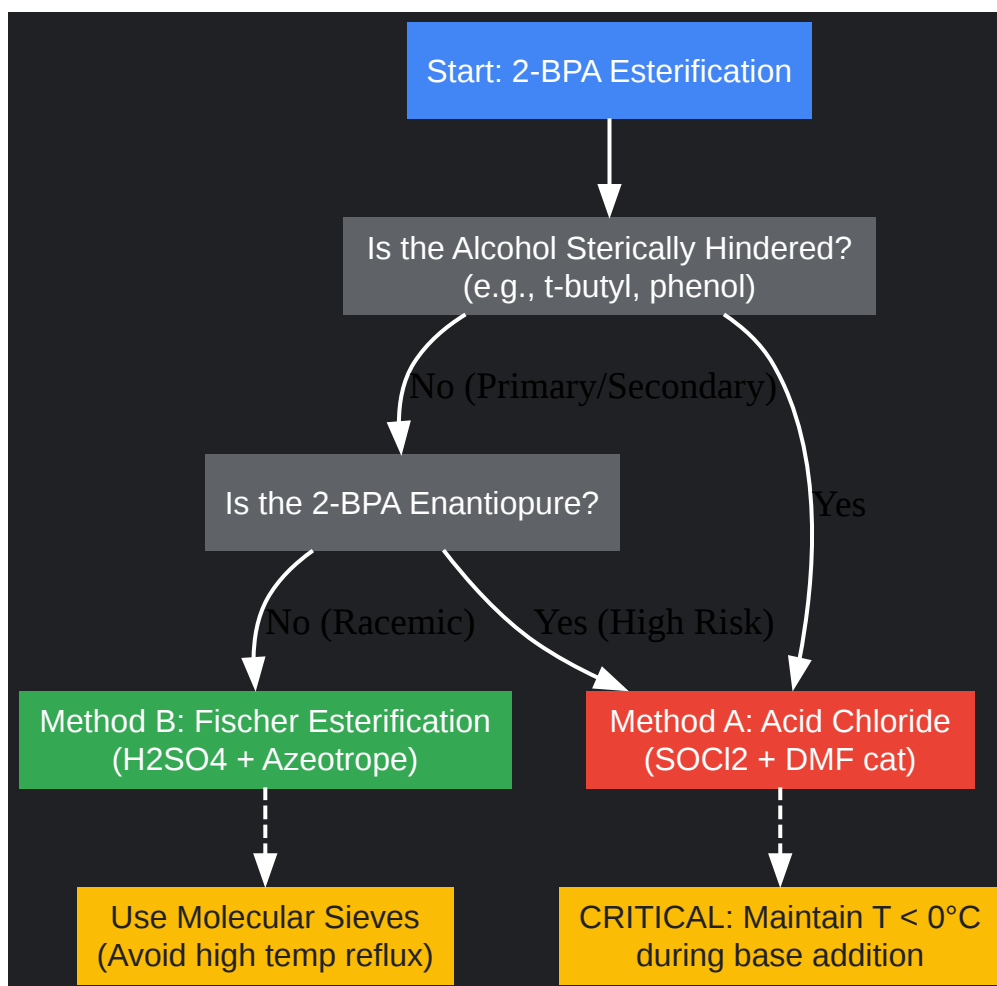 Start: 2-BPA Esterification
Is the Alcohol Sterically Hindered?
(e.g., t-butyl, phenol)
No (Primary/Secondary)
Yes
Is the 2-BPA Enantiopure?
No (Racemic)
Yes (High Risk)
Method B: Fischer Esterification
(H2SO4 + Azeotrope)
Method A: Acid Chloride
(SOCl2 + DMF cat)
Use Molecular Sieves
(Avoid high temp reflux)
CRITICAL: Maintain T < 0°C
during base addition